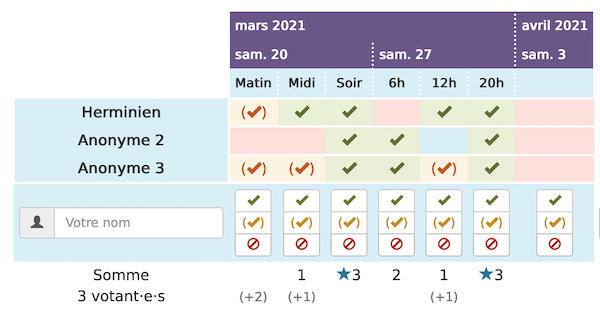 mars 2021 avril 2021
sam. 20 sam. 27 sam. 3
Matin Midi Soir 6h 12h 20h
Herminien (✔) ✔ ✔ ✔ ✔
Anonyme 2 ✔ ✔ ✔
Anonyme 3 (✔) (✔) ✔ ✔ (✔) ✔
✔ ✔ ✔ ✔ ✔ ✔ ✔
Votre nom (✔) (✔) (✔) (✔) (✔) (✔) (✔)
Somme 1 ★3 2 1 ★3
3 votant·e·s (+2) (+1) (+1)